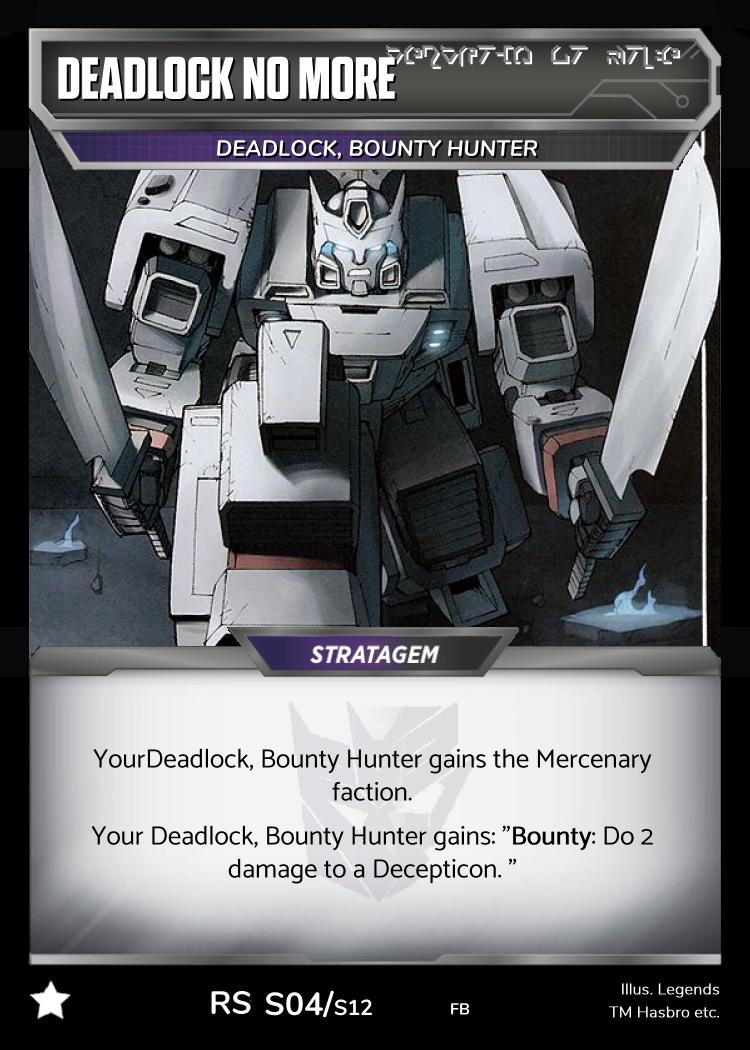 DEADLOCK NO MORE
DEADLOCK, BOUNTY HUNTER
STRATAGEM
YourDeadlock, Bounty Hunter gains the Mercenary
faction.
Your Deadlock, Bounty Hunter gains: ”Bounty: Do 2
damage to a Decepticon. ”
RS S04/S12
FB
Illus. Legends
TM Hasbro etc.